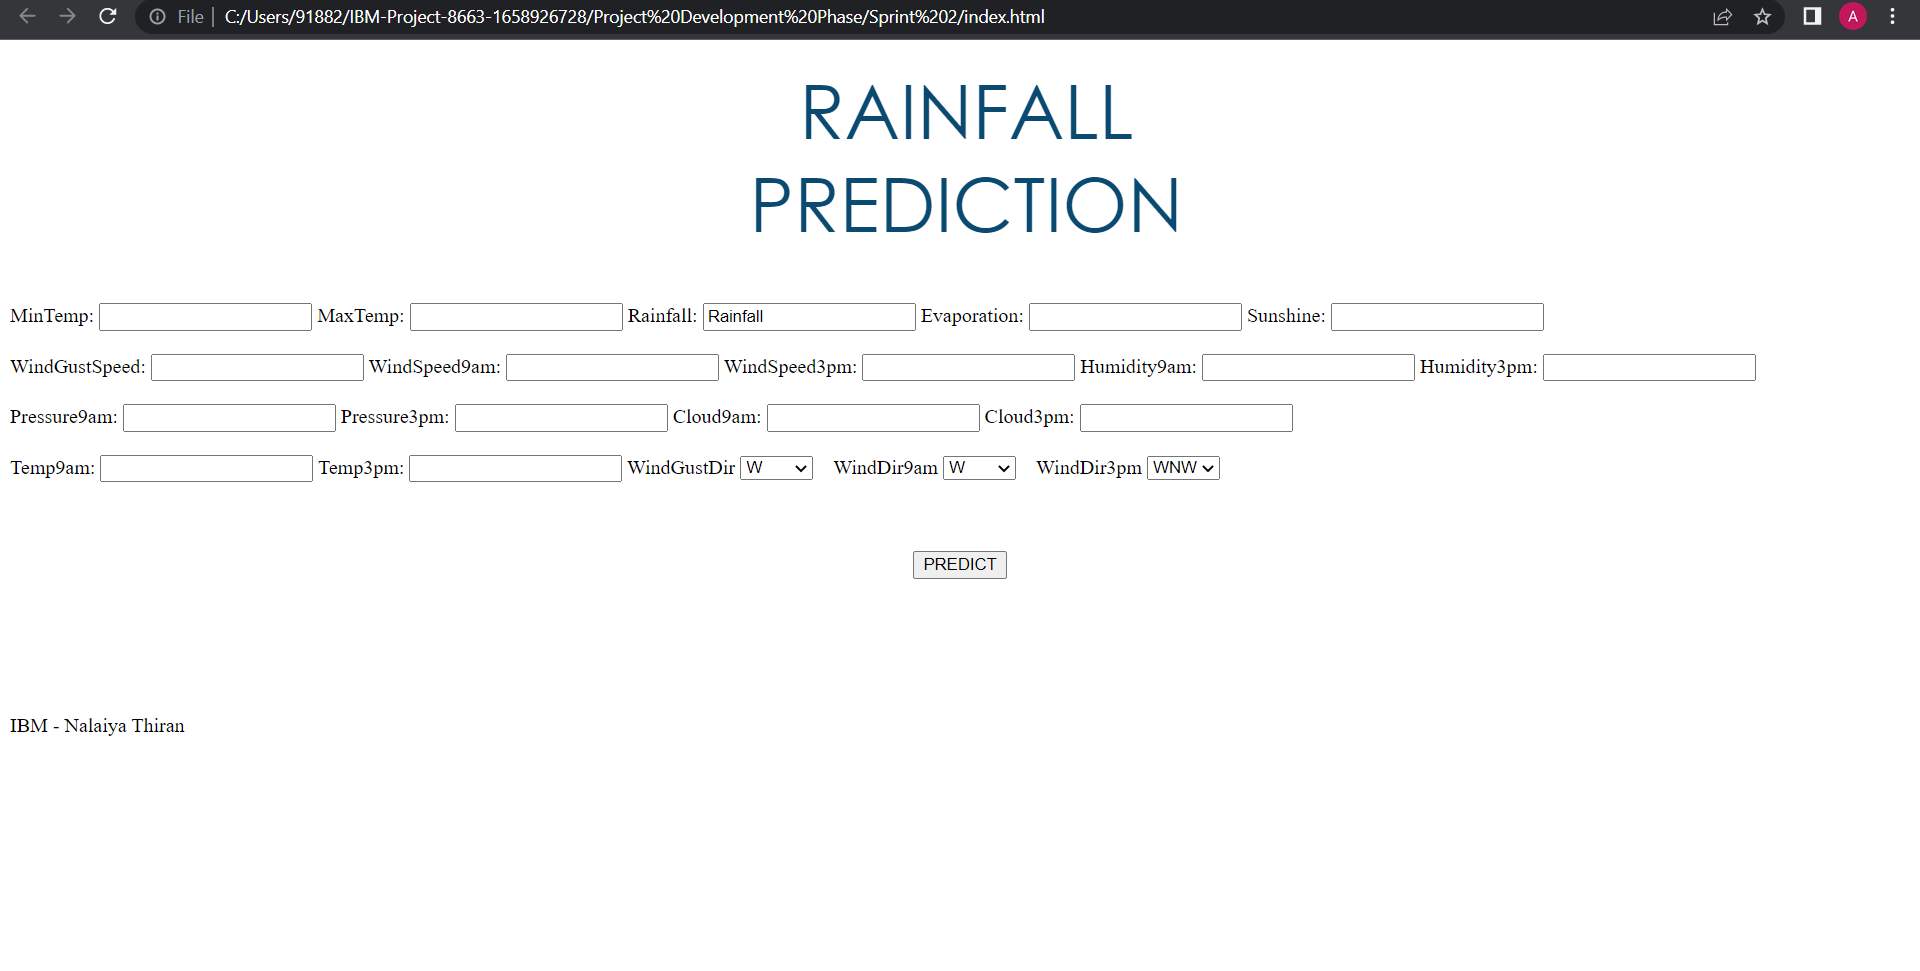 File | C:/Users/91882/IBM-Project-8663-1658926728/Project%20Development%20Phase/Sprint%202/index.html A
RAINFALL
PREDICTION
MinTemp: MaxTemp: Rainfall: Rainfall Evaporation: Sunshine:
WindGustSpeed: WindSpeed9am: WindSpeed3pm: Humidity9am: Humidity3pm:
Pressure9am: Pressure3pm: Cloud9am: Cloud3pm:
Temp9am: Temp3pm: WindGustDir W WindDir9am W WindDir3pm WNW
PREDICT
IBM - Nalaiya Thiran